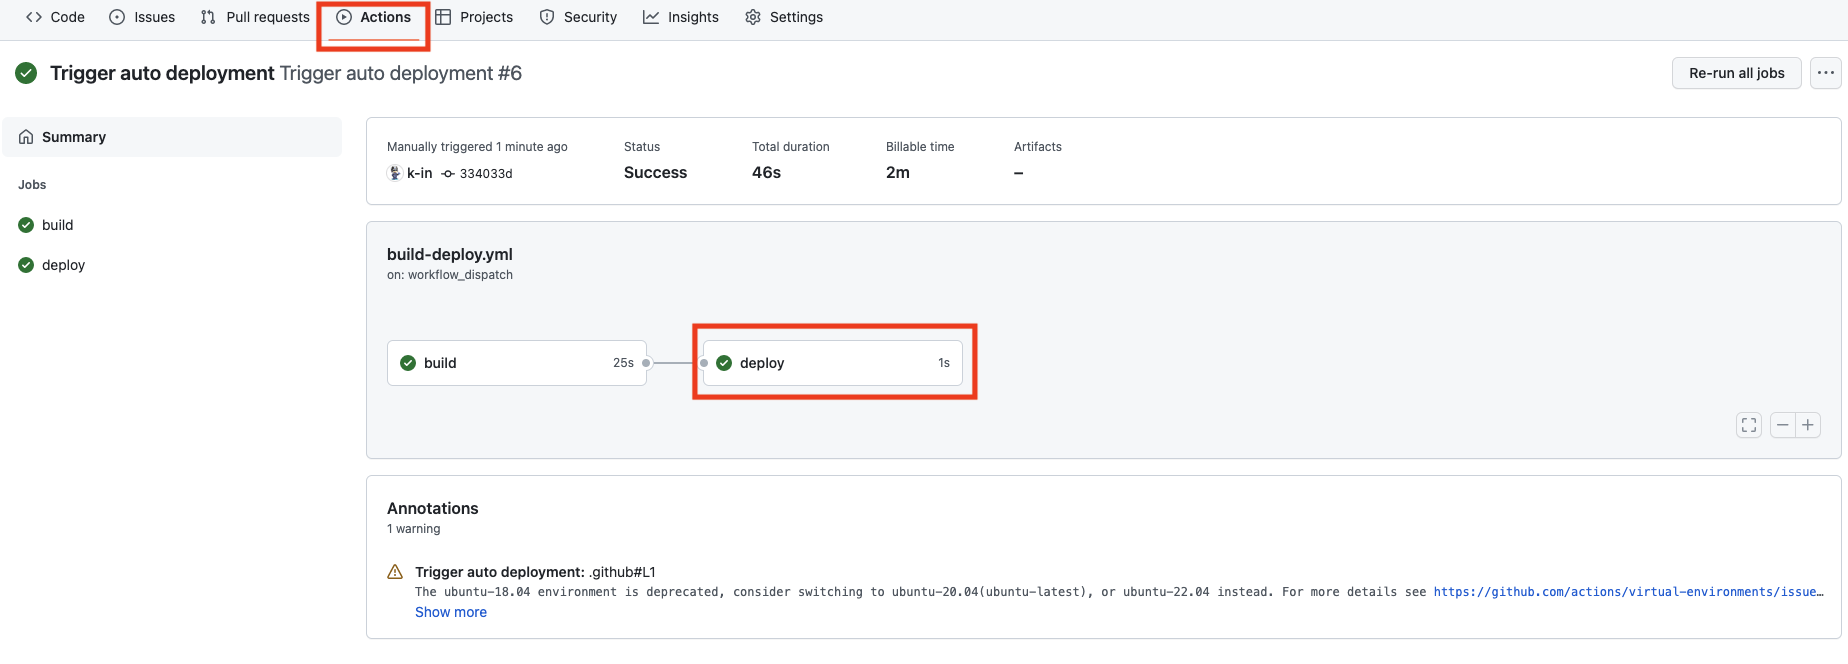 Code Issues Pull requests Actions Projects Security Insights Settings
Trigger auto deployment Trigger auto deployment #6
Re-run all jobs
Summary
Jobs
build
deploy
Manually triggered 1 minute ago
k-in 334033d
Status
Success
Total duration
46s
Billable time
2m
Artifacts
–
build-deploy.yml
on: workflow_dispatch
build 25s
deploy 1s
Annotations
1 warning
Trigger auto deployment: .github#L1
The ubuntu-18.04 environment is deprecated, consider switching to ubuntu-20.04(ubuntu-latest), or ubuntu-22.04 instead. For more details see https://github.com/actions/virtual-environments/issue…
Show more